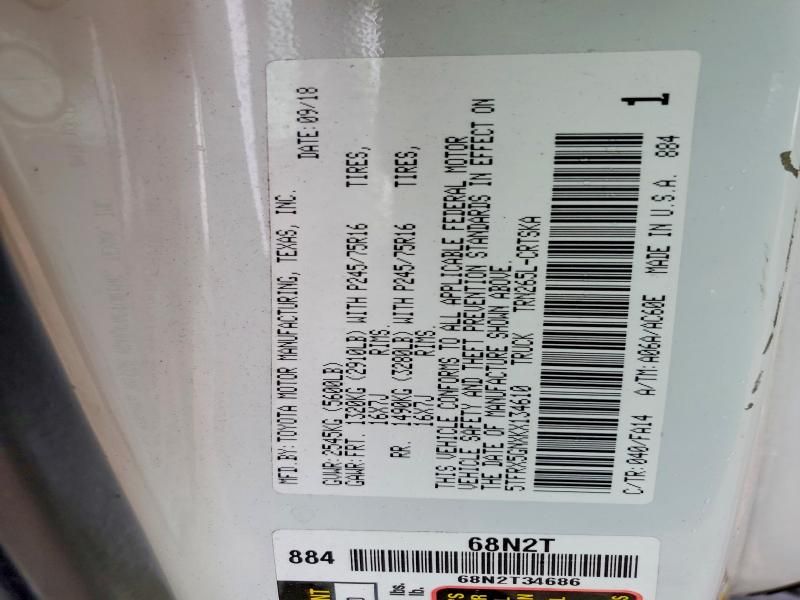 MFD.BY:TOYOTA MOTOR MANUFACTURING, TEXAS, INC. DATE:09/18
GVWR:2545KG (5600LB)
GAWR:FRT. 1320KG (2910LB) WITH P245/75R16 TIRES,
16X7J RIMS.
RR. 1490KG (3280LB) WITH P245/75R16 TIRES,
16X7J RIMS.
THIS VEHICLE CONFORMS TO ALL APPLICABLE FEDERAL MOTOR
VEHICLE SAFETY AND THEFT PREVENTION STANDARDS IN EFFECT ON
THE DATE OF MANUFACTURE SHOWN ABOVE.
5TFRX5GNXKX134610 TRUCK TRN265L-CRTSKA
C/TR:040/FA14 A/TM:A06A/AC60E MADE IN U.S.A. 884
1
68N2T
884
68N2T34686
lbs.
lb.